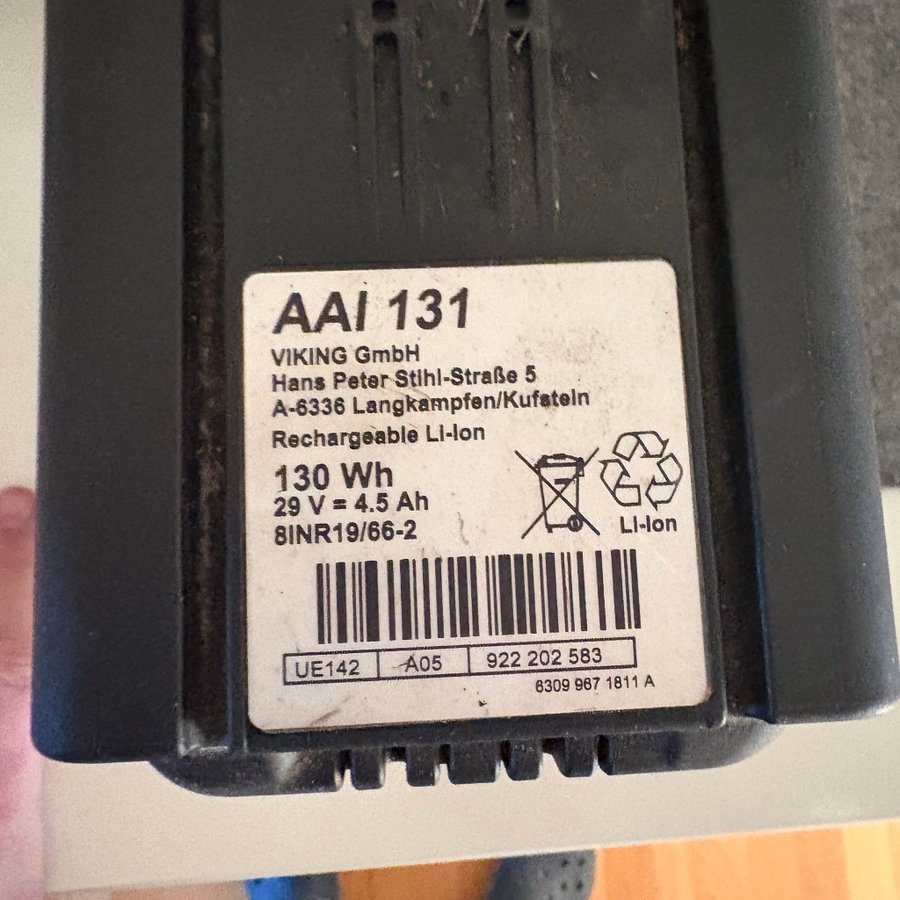 AAI 131
VIKING GmbH
Hans Peter Stihl-Straße 5
A-6336 Langkampfen/Kufstein
Rechargeable Li-Ion
130 Wh
29 V = 4.5 Ah
8INR19/66-2
Li-Ion
UE142 A05 922 202 583
6309 967 1811 A